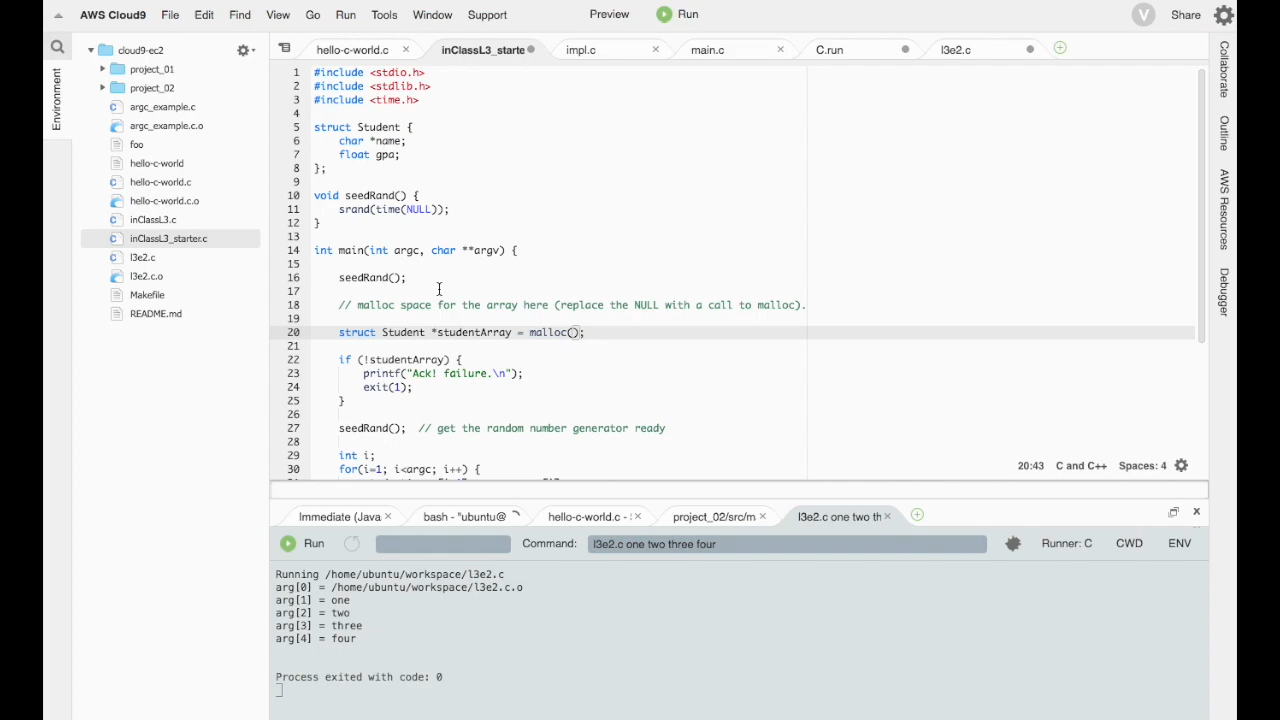 AWS Cloud9 File Edit Find View Go Run Tools Window Support Preview Run V Share
Environment
cloud9-ec2
project_01
project_02
argc_example.c
argc_example.c.o
foo
hello-c-world
hello-c-world.c
hello-c-world.c.o
inClassL3.c
inClassL3_starter.c
l3e2.c
l3e2.c.o
Makefile
README.md
hello-c-world.c inClassL3_starte impl.c main.c C.run l3e2.c
1 #include <stdio.h>
2 #include <stdlib.h>
3 #include <time.h>
4
5 struct Student {
6 char *name;
7 float gpa;
8 };
9
10 void seedRand() {
11 srand(time(NULL));
12 }
13
14 int main(int argc, char **argv) {
15
16 seedRand();
17
18 // malloc space for the array here (replace the NULL with a call to malloc).
19
20 struct Student *studentArray = malloc();
21
22 if (!studentArray) {
23 printf("Ack! failure.\n");
24 exit(1);
25 }
26
27 seedRand(); // get the random number generator ready
28
29 int i;
30 for(i=1; i<argc; i++) {
20:43 C and C++ Spaces: 4
Collaborate
Outline
AWS Resources
Debugger
Immediate (Java bash - "ubuntu@ hello-c-world.c - project_02/src/m l3e2.c one two th
Run Command: l3e2.c one two three four Runner: C CWD ENV
Running /home/ubuntu/workspace/l3e2.c
arg[0] = /home/ubuntu/workspace/l3e2.c.o
arg[1] = one
arg[2] = two
arg[3] = three
arg[4] = four
Process exited with code: 0